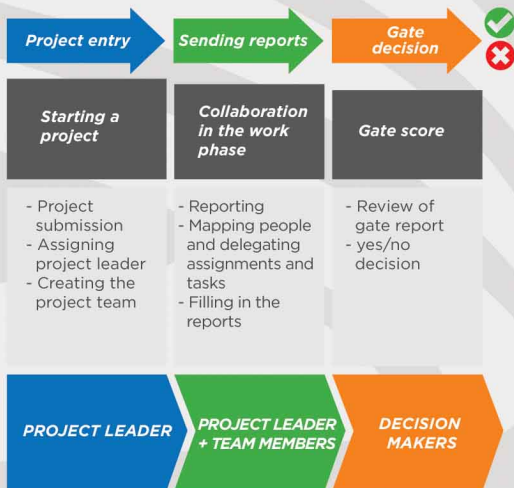 Project entry
Sending reports
Gate
decision
Starting a
project
Collaboration
in the work
phase
Gate score
- Project
submission
- Assigning
project leader
- Creating the
project team
- Reporting
- Mapping people
and delegating
assignments and
tasks
- Filling in the
reports
- Review of
gate report
- yes/no
decision
PROJECT LEADER
PROJECT LEADER
+ TEAM MEMBERS
DECISION
MAKERS